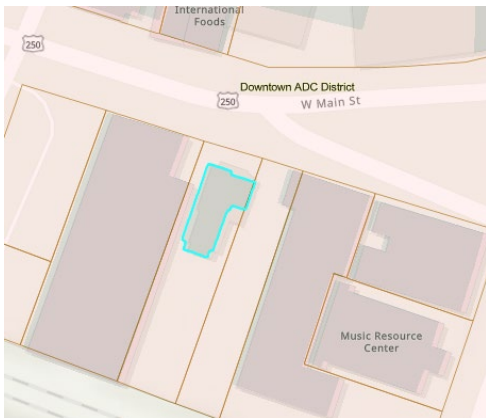 International
Foods
250
Downtown ADC District
250
W Main St
Music Resource
Center